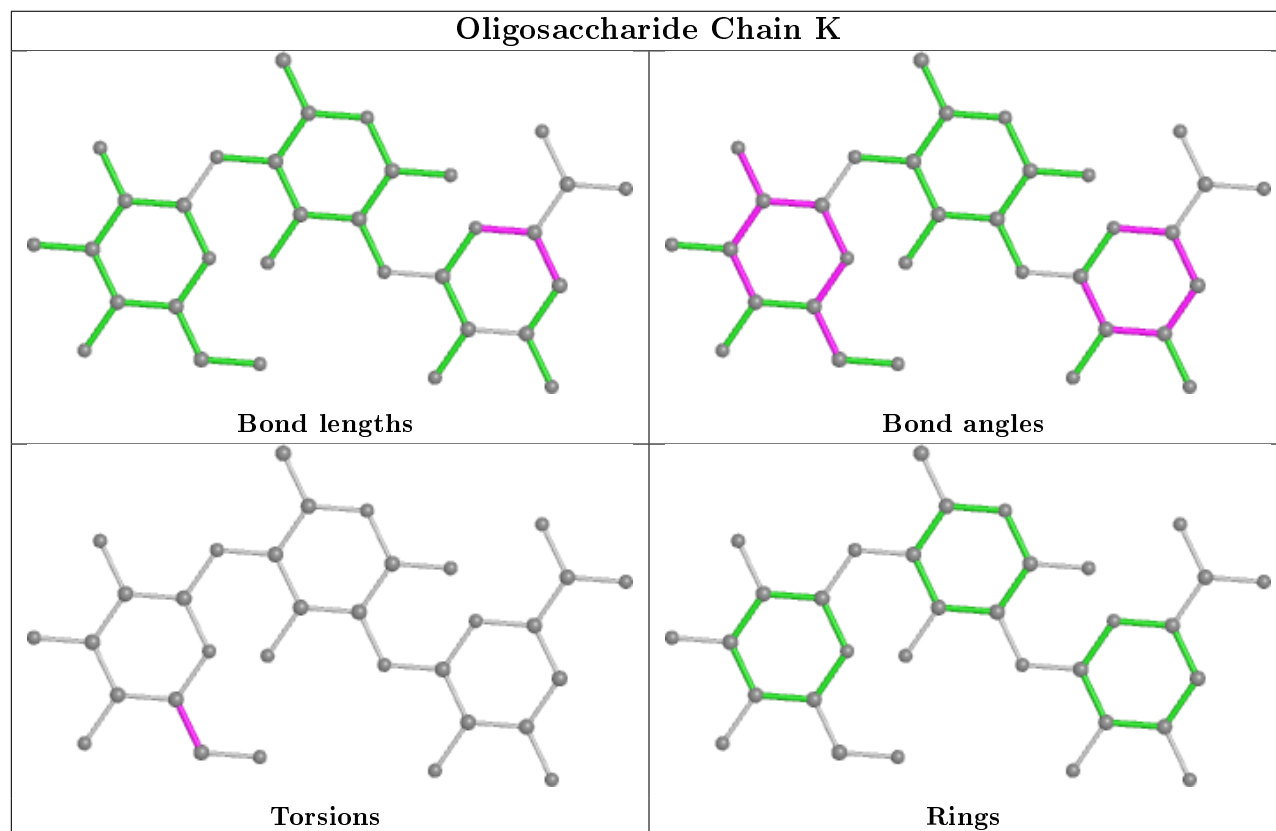 Oligosaccharide Chain K
Bond lengths
Bond angles
Torsions
Rings